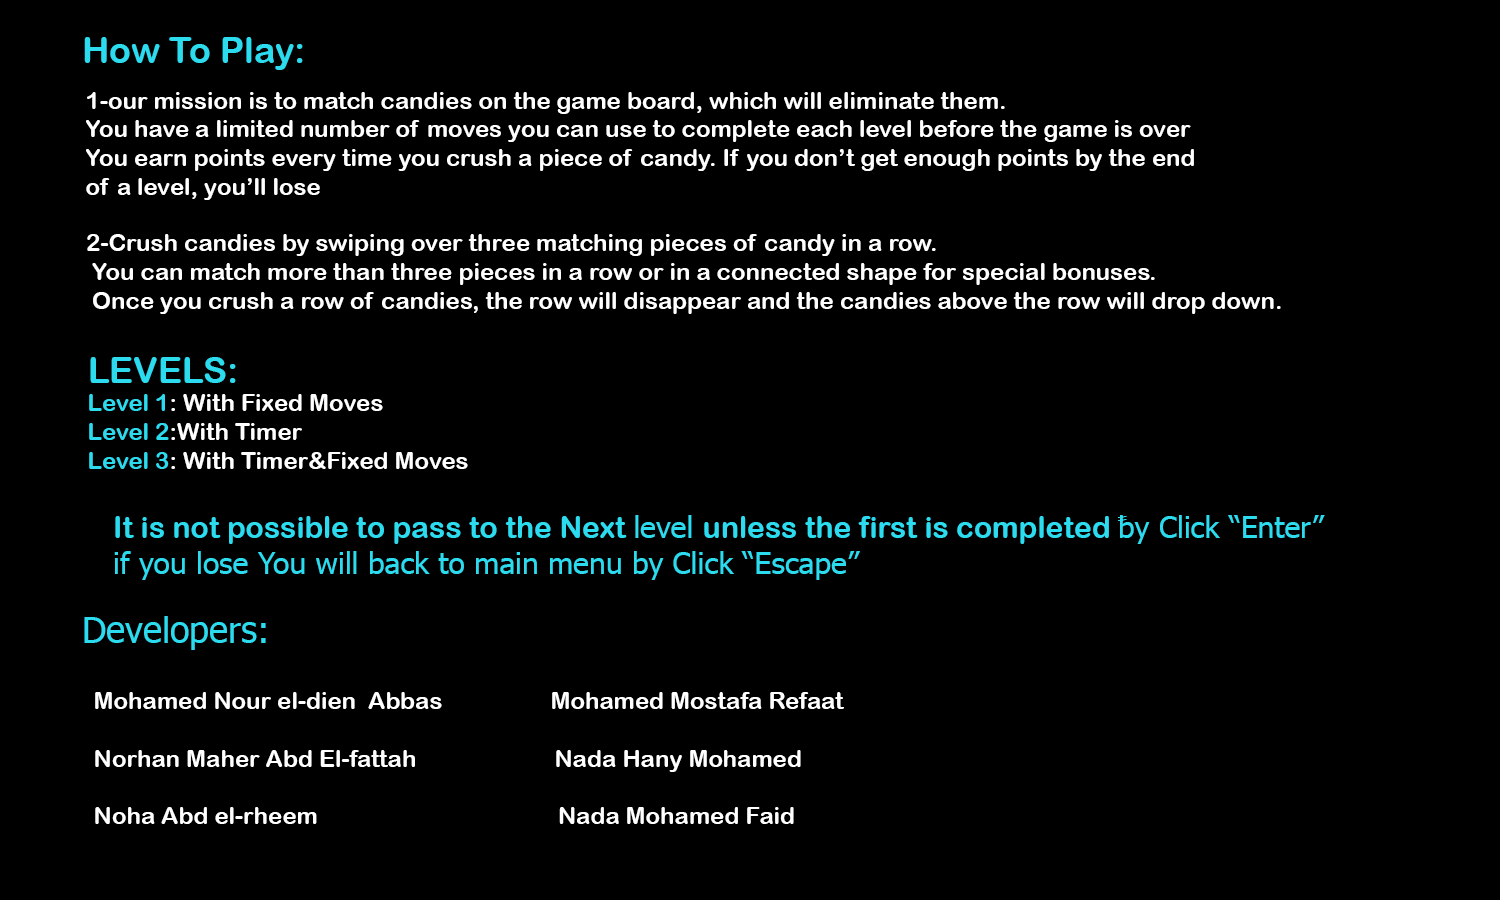 How To Play:
1-our mission is to match candies on the game board, which will eliminate them.
You have a limited number of moves you can use to complete each level before the game is over
You earn points every time you crush a piece of candy. If you don’t get enough points by the end
of a level, you’ll lose
2-Crush candies by swiping over three matching pieces of candy in a row.
You can match more than three pieces in a row or in a connected shape for special bonuses.
Once you crush a row of candies, the row will disappear and the candies above the row will drop down.
LEVELS:
Level 1: With Fixed Moves
Level 2:With Timer
Level 3: With Timer&Fixed Moves
It is not possible to pass to the Next level unless the first is completed by Click “Enter”
if you lose You will back to main menu by Click “Escape”
Developers:
Mohamed Nour el-dien Abbas Mohamed Mostafa Refaat
Norhan Maher Abd El-fattah Nada Hany Mohamed
Noha Abd el-rheem Nada Mohamed Faid